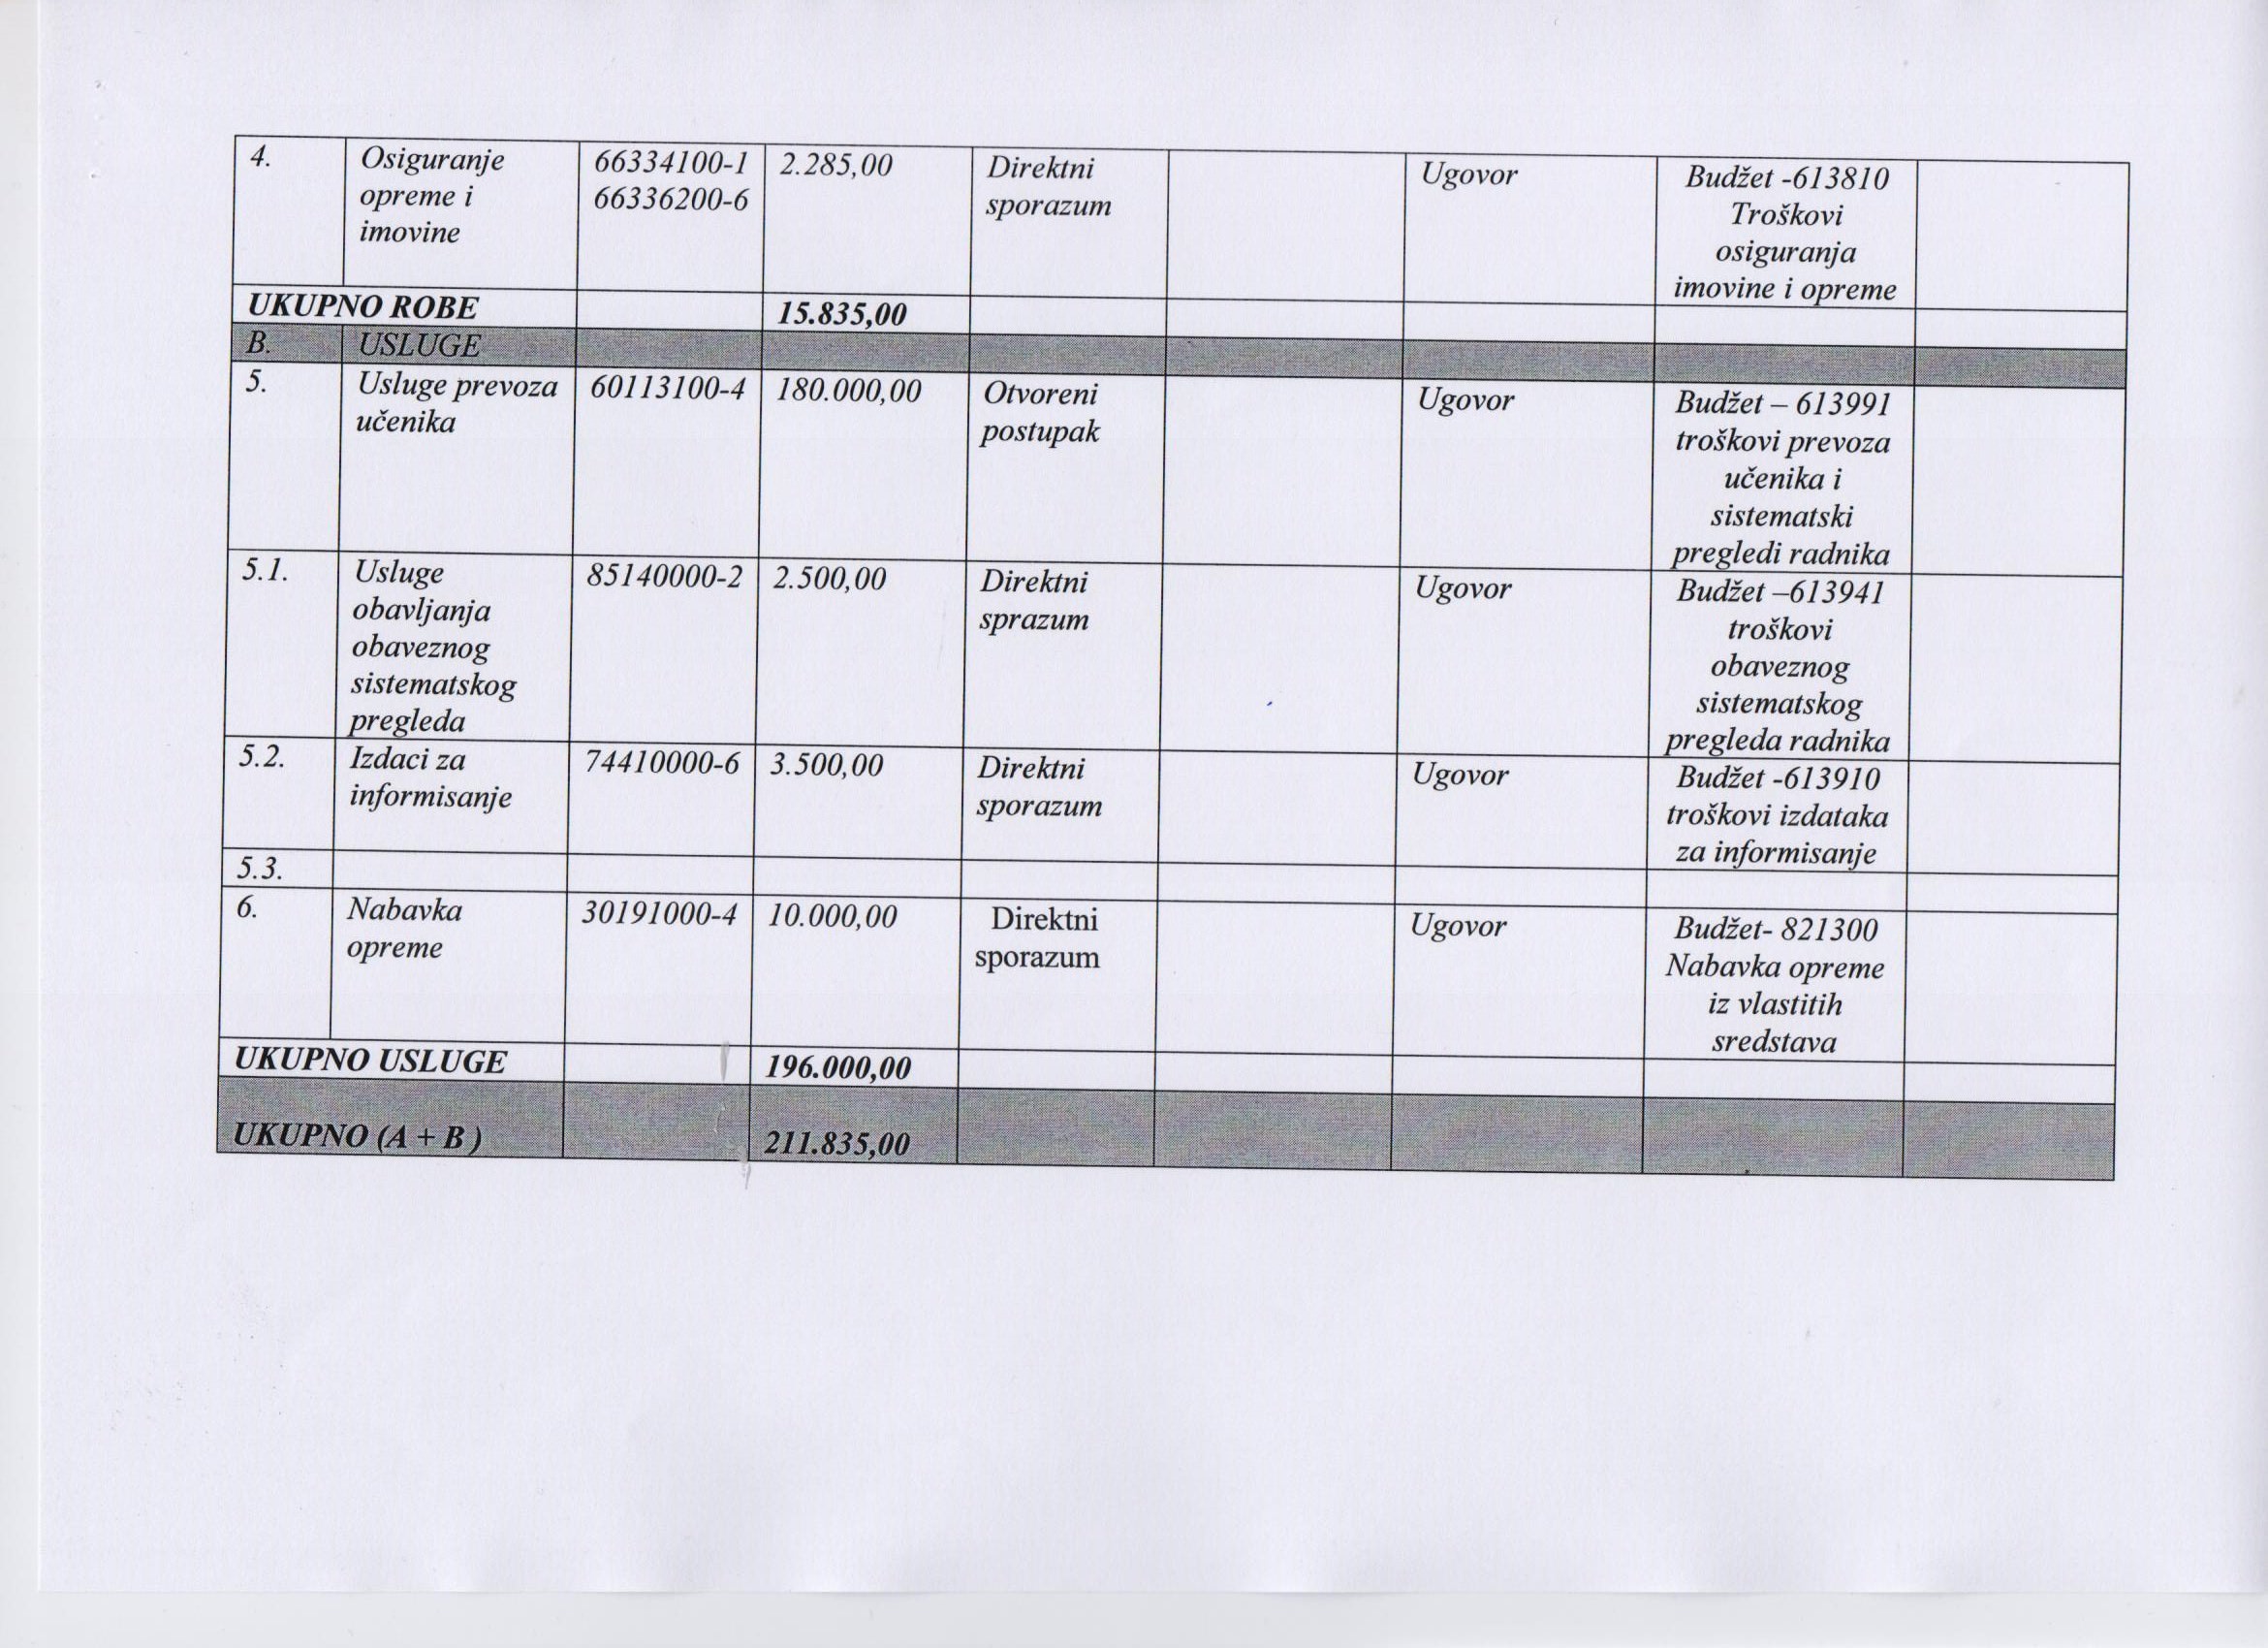 4. Osiguranje 66334100-1 2.285,00 Direktni Ugovor Budžet -613810
opreme i 66336200-6 sporazum Troškovi
imovine osiguranja
imovine i opreme
UKUPNO ROBE 15.835,00
B. USLUGE
5. Usluge prevoza 60113100-4 180.000,00 Otvoreni Ugovor Budžet – 613991
učenika postupak troškovi prevoza
učenika i
sistematski
pregledi radnika
5.1. Usluge 85140000-2 2.500,00 Direktni Ugovor Budžet –613941
obavljanja sprazum troškovi
obaveznog obaveznog
sistematskog sistematskog
pregleda pregleda radnika
5.2. Izdaci za 74410000-6 3.500,00 Direktni Ugovor Budžet -613910
informisanje sporazum troškovi izdataka
za informisanje
5.3.
6. Nabavka 30191000-4 10.000,00 Direktni Ugovor Budžet- 821300
opreme sporazum Nabavka opreme
iz vlastitih
sredstava
UKUPNO USLUGE 196.000,00
UKUPNO (A + B ) 211.835,00